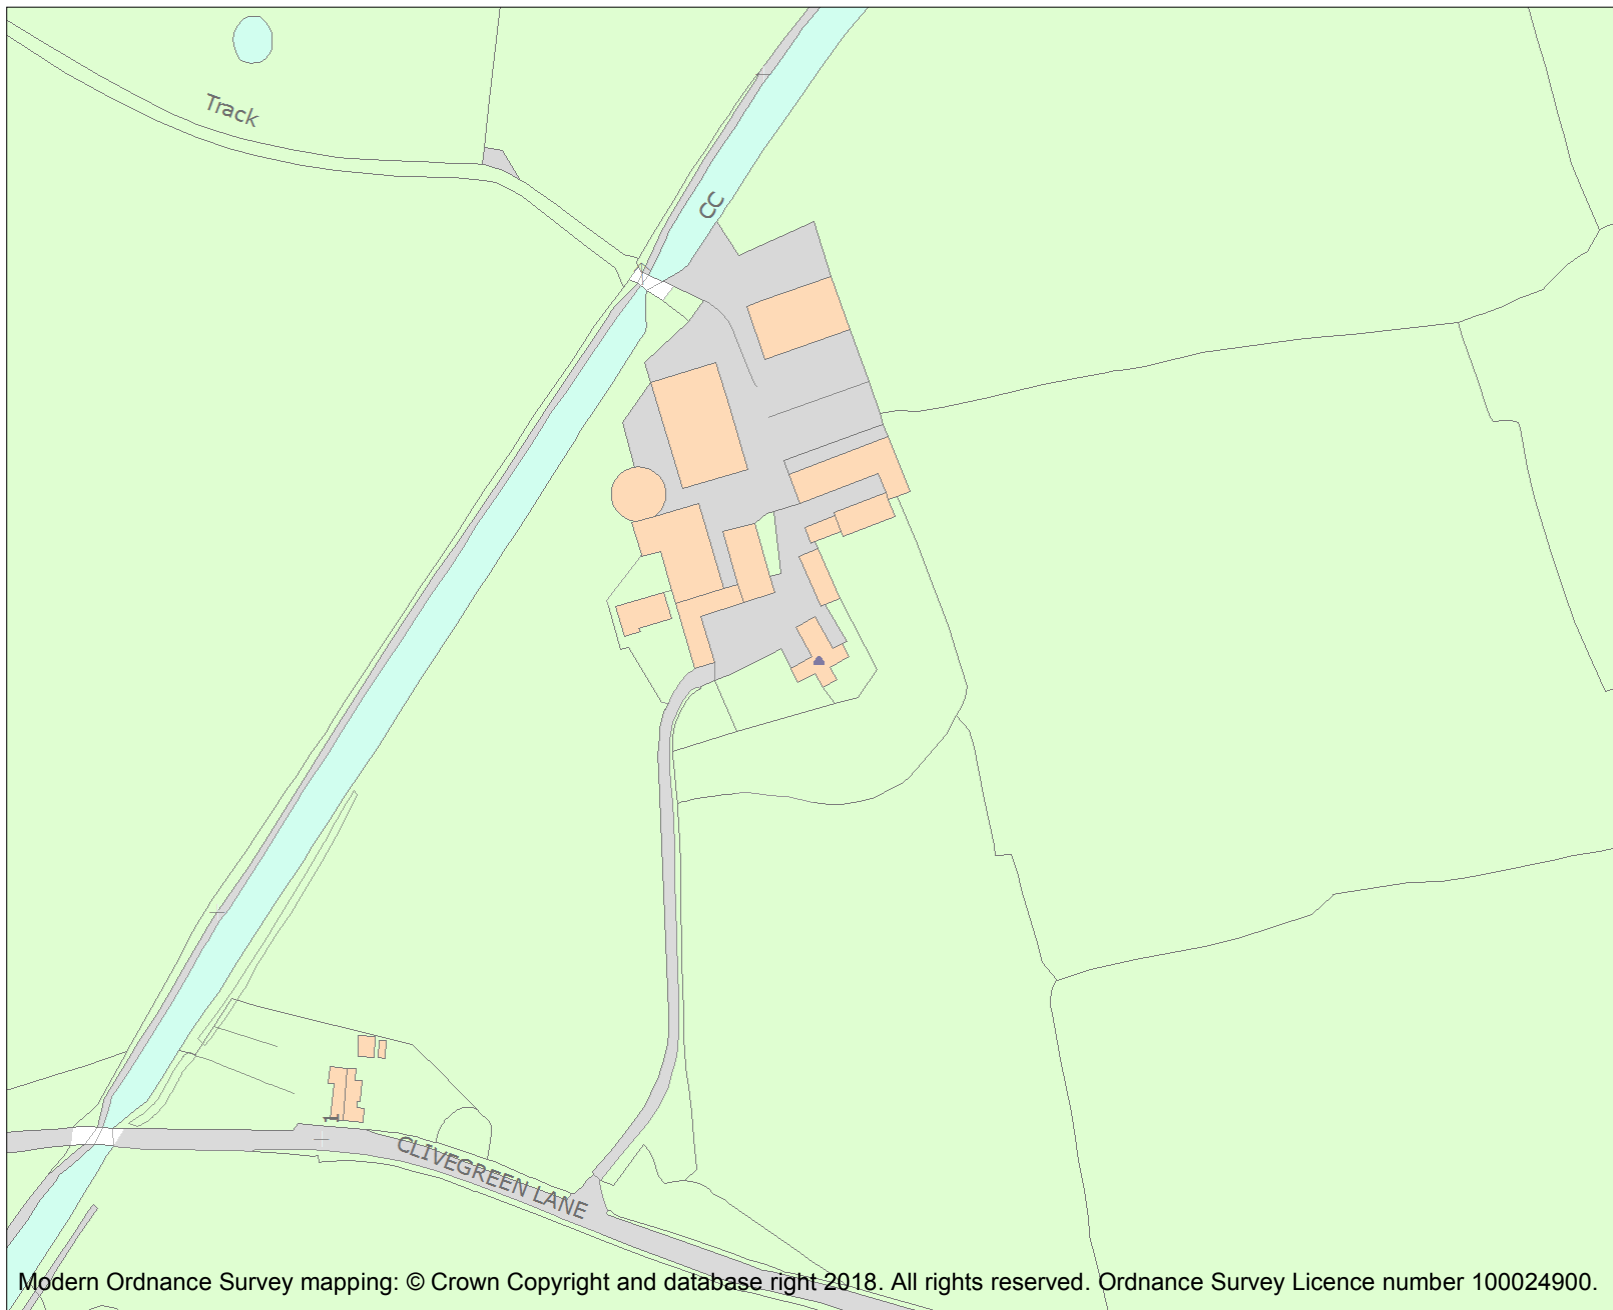 Track
CC
1
CLIVEGREEN LANE
Modern Ordnance Survey mapping: © Crown Copyright and database right 2018. All rights reserved. Ordnance Survey Licence number 100024900.